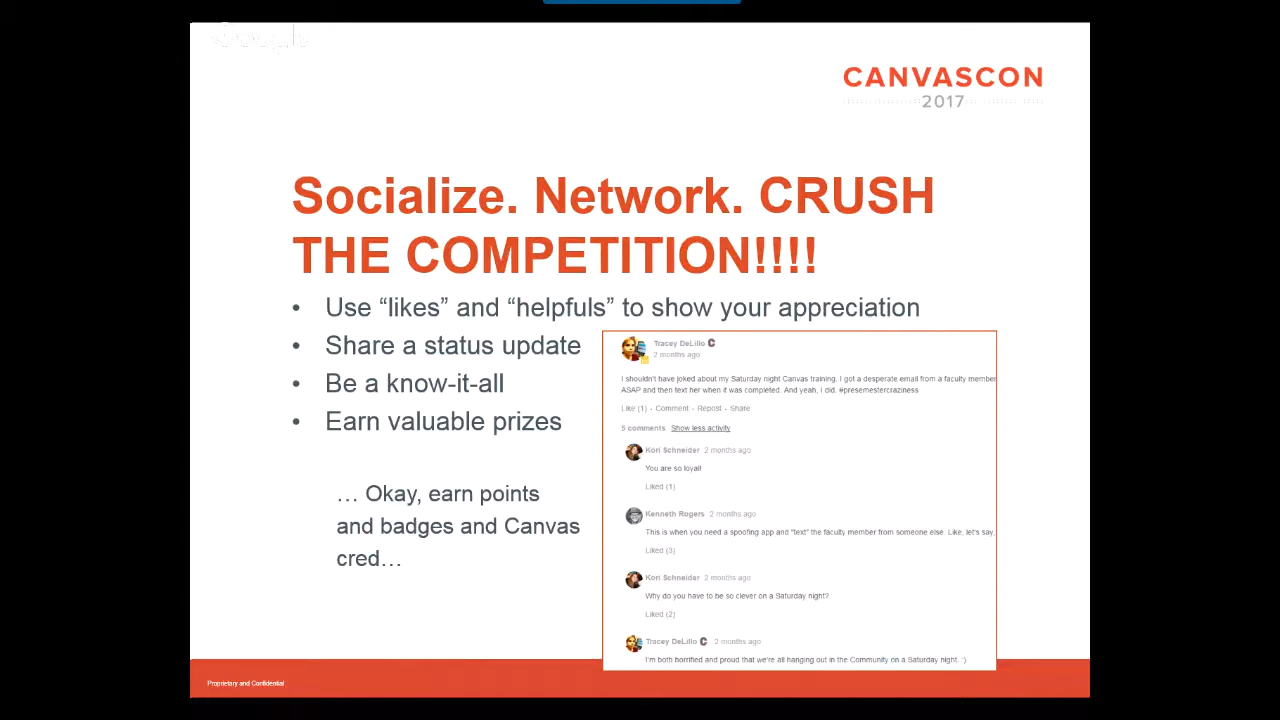 CANVASCON
2017
Socialize. Network. CRUSH
THE COMPETITION!!!!
• Use “likes” and “helpfuls” to show your appreciation
• Share a status update
• Be a know-it-all
• Earn valuable prizes
… Okay, earn points
and badges and Canvas
cred…
Tracey DeLillo
2 months ago
I shouldn't have joked about my Saturday night Canvas training. I got a desperate email from a faculty member
ASAP and then text her when it was completed. And yeah, I did. #presemestercraziness
Like (1) • Comment • Repost • Share
5 comments Show less activity
Kori Schneider 2 months ago
You are so loyal!
Liked (1)
Kenneth Rogers 2 months ago
This is when you need a spoofing app and "text" the faculty member from someone else. Like, let's say,
Liked (3)
Kori Schneider 2 months ago
Why do you have to be so clever on a Saturday night?
Liked (2)
Tracey DeLillo 2 months ago
I'm both horrified and proud that we're all hanging out in the Community on a Saturday night. :)
Proprietary and Confidential